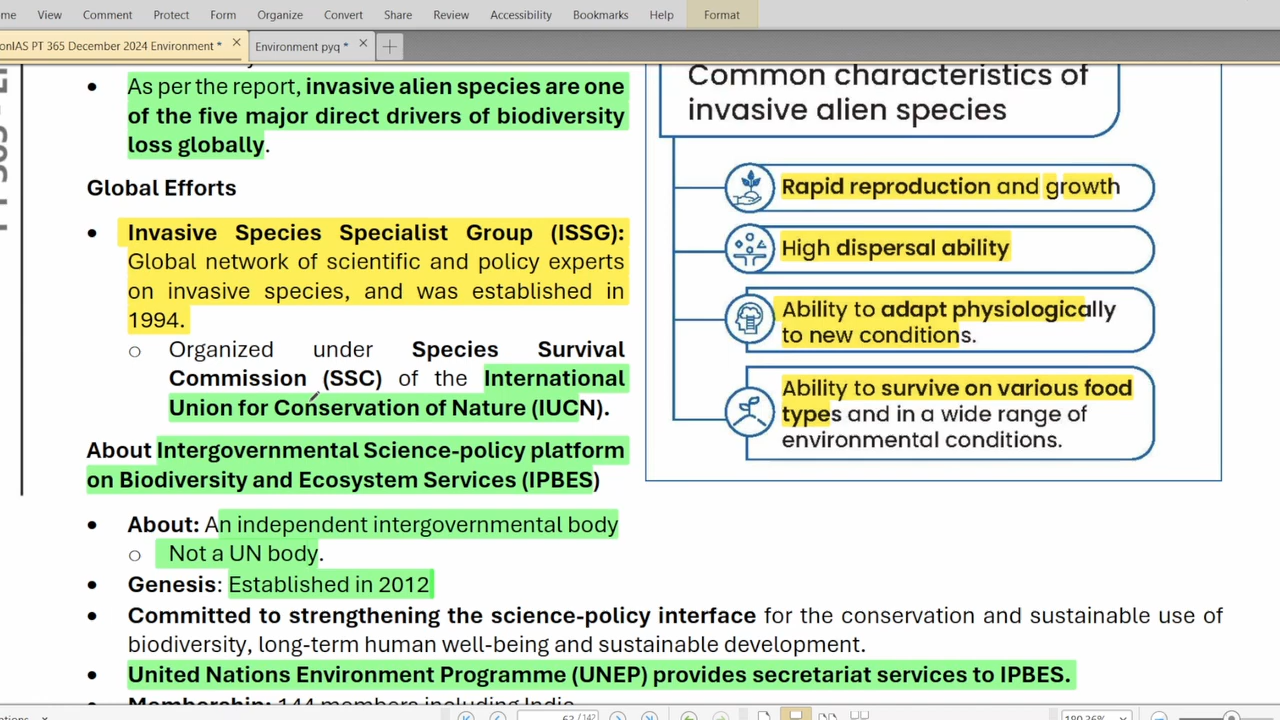 me View Comment Protect Form Organize Convert Share Review Accessibility Bookmarks Help Format
onIAS PT 365 December 2024 Environment * × Environment pyq * × +
• As per the report, invasive alien species are one
of the five major direct drivers of biodiversity
loss globally.
Global Efforts
• Invasive Species Specialist Group (ISSG):
Global network of scientific and policy experts
on invasive species, and was established in
1994.
o Organized under Species Survival
Commission (SSC) of the International
Union for Conservation of Nature (IUCN).
Common characteristics of
invasive alien species
Rapid reproduction and growth
High dispersal ability
Ability to adapt physiologically
to new conditions.
Ability to survive on various food
types and in a wide range of
environmental conditions.
About Intergovernmental Science-policy platform
on Biodiversity and Ecosystem Services (IPBES)
• About: An independent intergovernmental body
o Not a UN body.
• Genesis: Established in 2012
• Committed to strengthening the science-policy interface for the conservation and sustainable use of
biodiversity, long-term human well-being and sustainable development.
• United Nations Environment Programme (UNEP) provides secretariat services to IPBES.
• Membership: 144 members including India